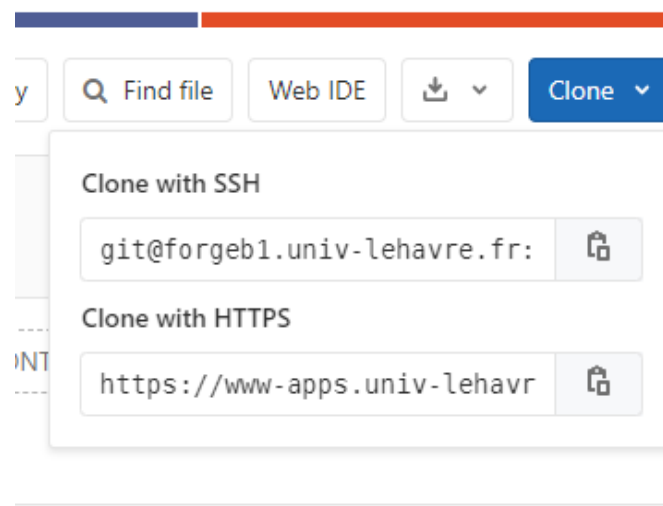 y Find file Web IDE Clone
Clone with SSH
git@forgeb1.univ-lehavre.fr:
Clone with HTTPS
ONT
https://www-apps.univ-lehavr